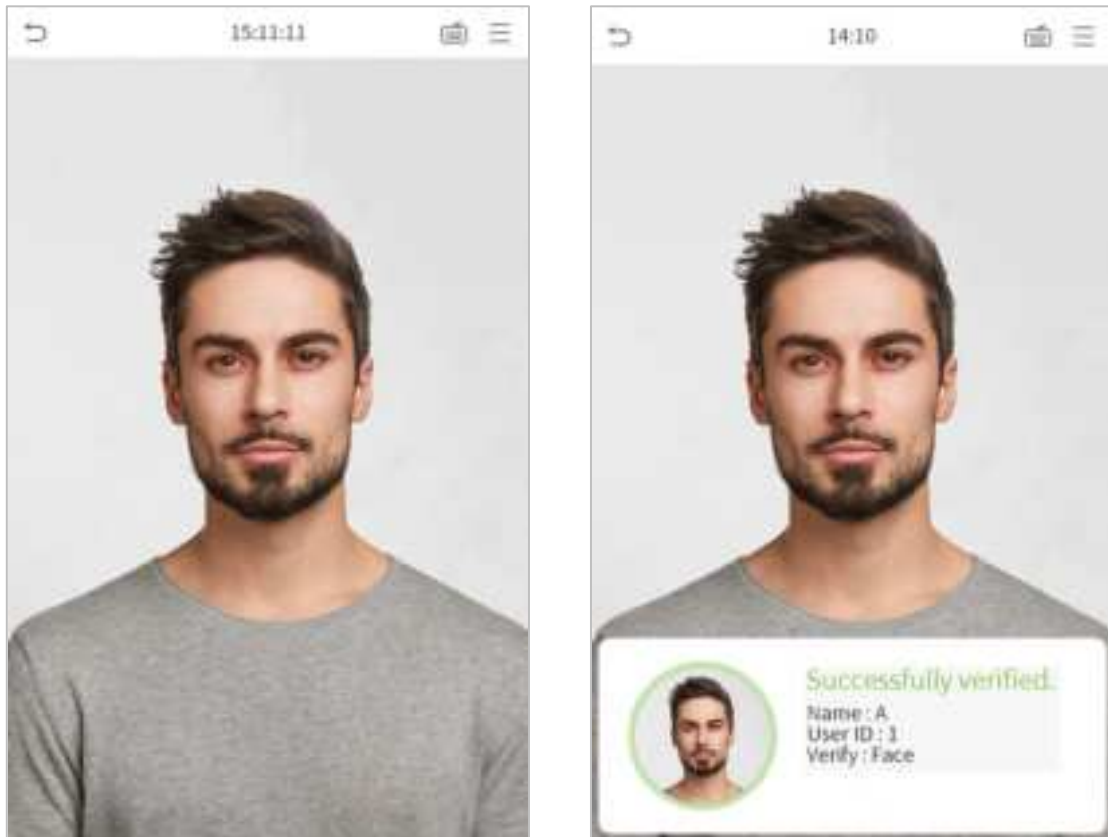 15:11:11
14:10
Successfully verified.
Name : A
User ID : 1
Verify : Face